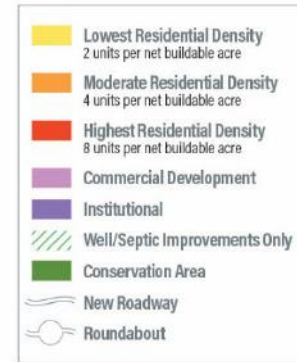 Lowest Residential Density
2 units per net buildable acre
Moderate Residential Density
4 units per net buildable acre
Highest Residential Density
8 units per net buildable acre
Commercial Development
Institutional
Well/Septic Improvements Only
Conservation Area
New Roadway
Roundabout